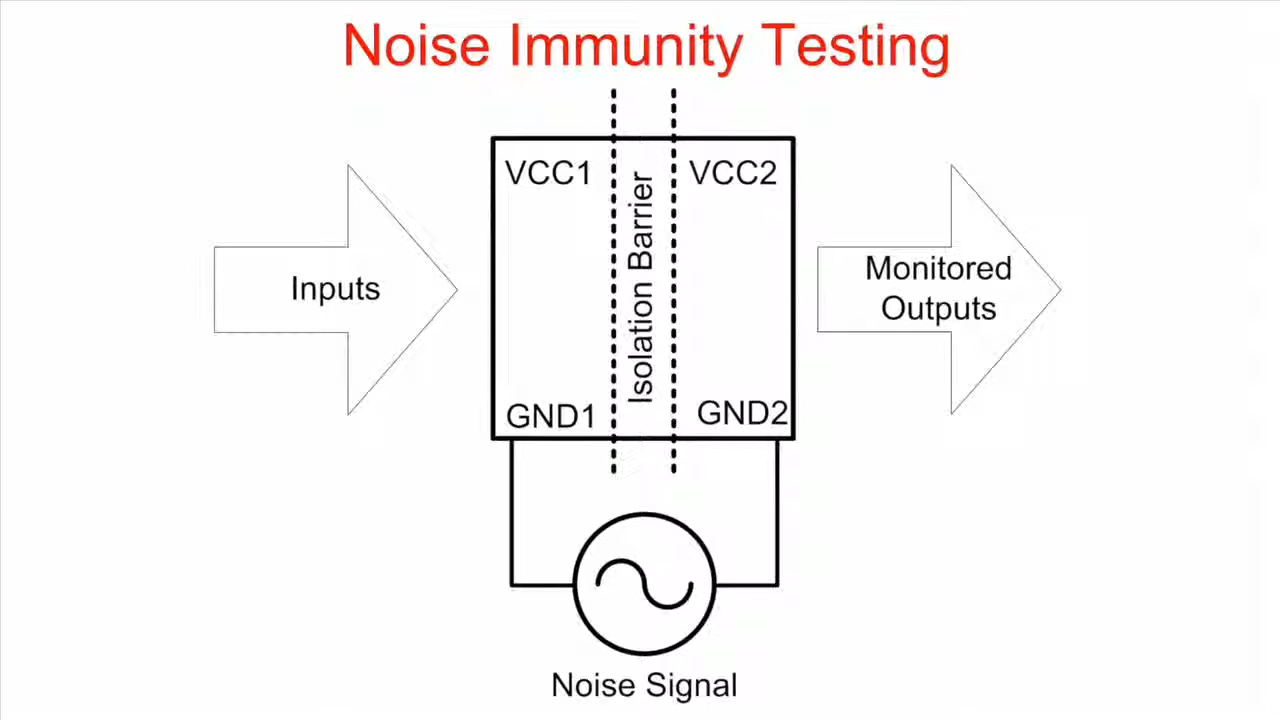 Noise Immunity Testing
VCC1
VCC2
Isolation Barrier
Inputs
Monitored
Outputs
GND1
GND2
Noise Signal